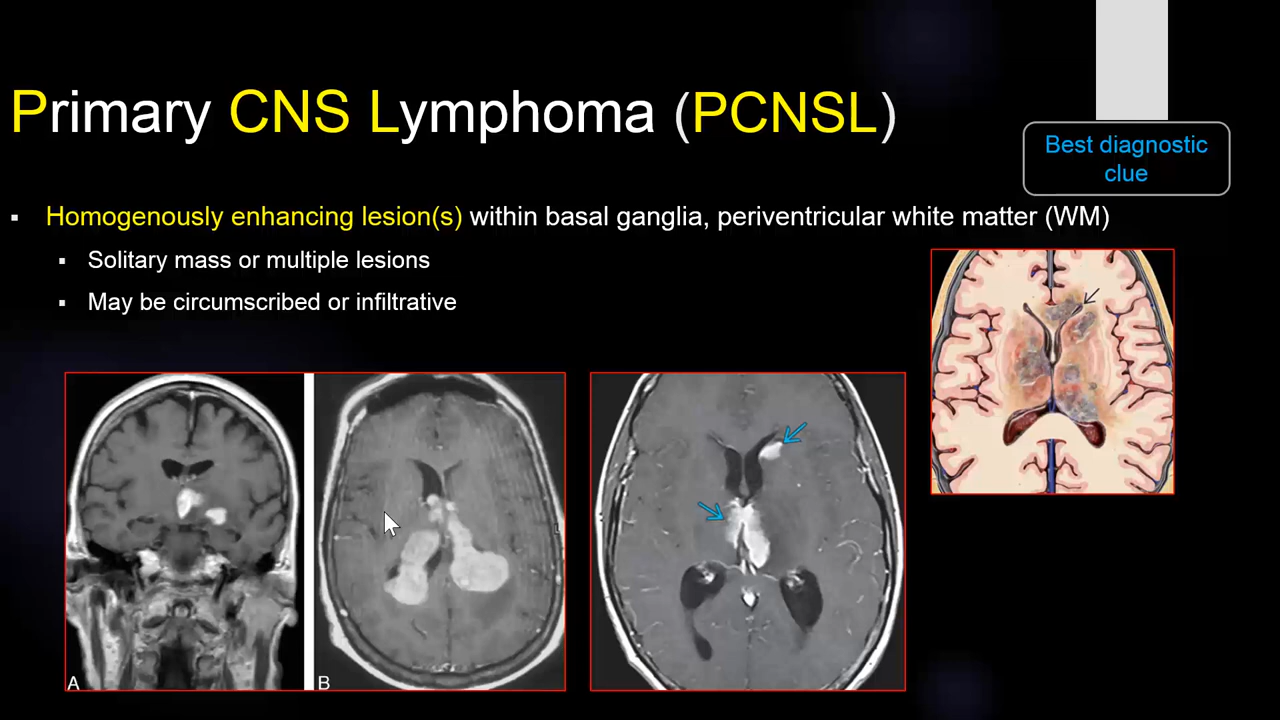 Primary CNS Lymphoma (PCNSL)
Best diagnostic
clue
▪ Homogenously enhancing lesion(s) within basal ganglia, periventricular white matter (WM)
▪ Solitary mass or multiple lesions
▪ May be circumscribed or infiltrative
A
B